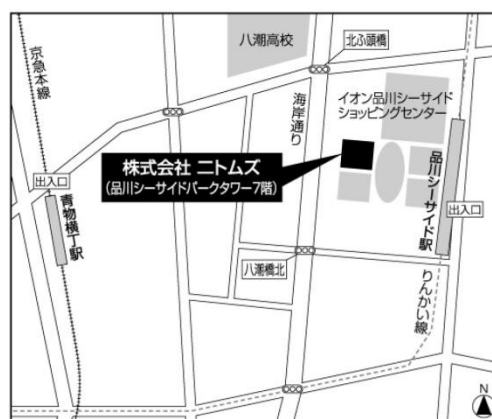 八潮高校
北ふ頭橋
京急本線
海岸通り
イオン品川シーサイド
ショッピングセンター
株式会社 ニトムズ
(品川シーサイドパークタワー7階)
出入口
青物横丁駅
品川シーサイド駅
出入口
八潮橋北
りんかい線
N